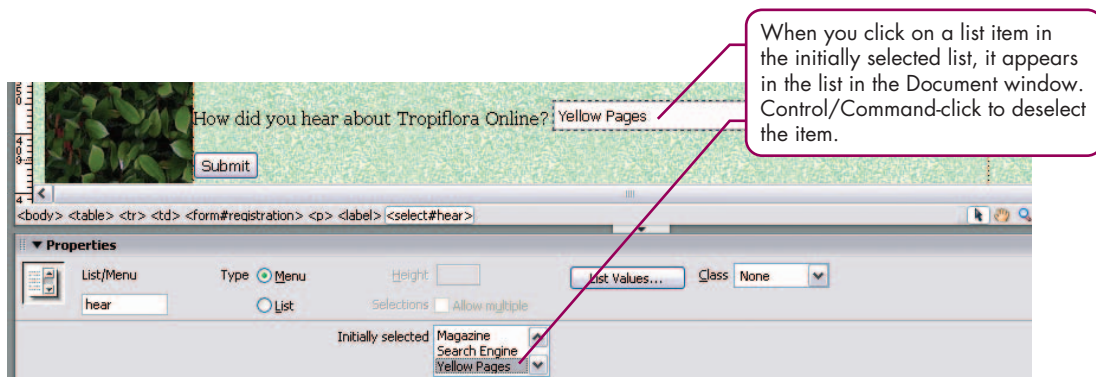 When you click on a list item in
the initially selected list, it appears
in the list in the Document window.
Control/Command-click to deselect
the item.
How did you hear about Tropiflora Online? Yellow Pages
Submit
<body> <table> <tr> <td> <form#registration> <p> <label> <select#hear>
Properties
List/Menu Type Menu Height List Values... Class None
hear List Selections Allow multiple
Initially selected Magazine
Search Engine
Yellow Pages